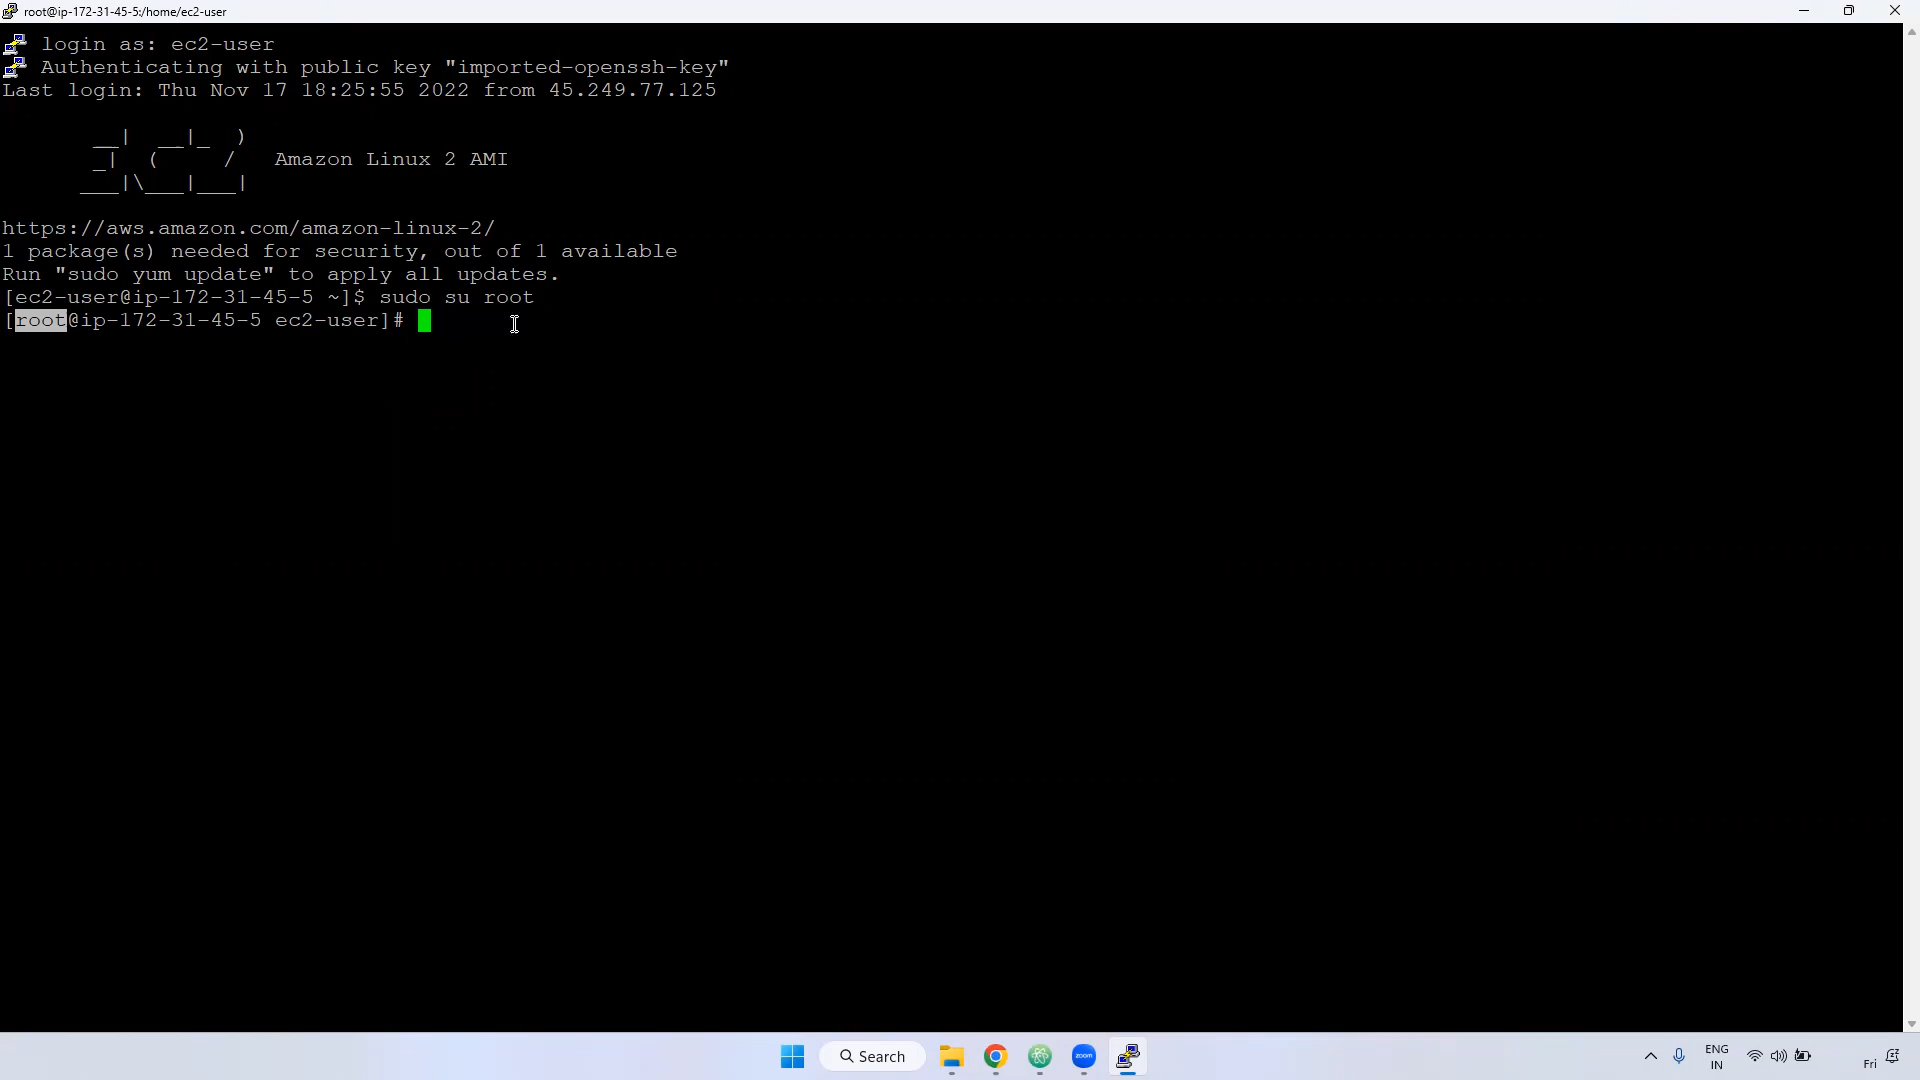 root@ip-172-31-45-5:/home/ec2-user
login as: ec2-user
Authenticating with public key "imported-openssh-key"
Last login: Thu Nov 17 18:25:55 2022 from 45.249.77.125
       __|  __|_  )
       _|  (     /   Amazon Linux 2 AMI
      ___|\___|___|
https://aws.amazon.com/amazon-linux-2/
1 package(s) needed for security, out of 1 available
Run "sudo yum update" to apply all updates.
[ec2-user@ip-172-31-45-5 ~]$ sudo su root
[root@ip-172-31-45-5 ec2-user]#
Search
zoom
ENG
IN
Fri